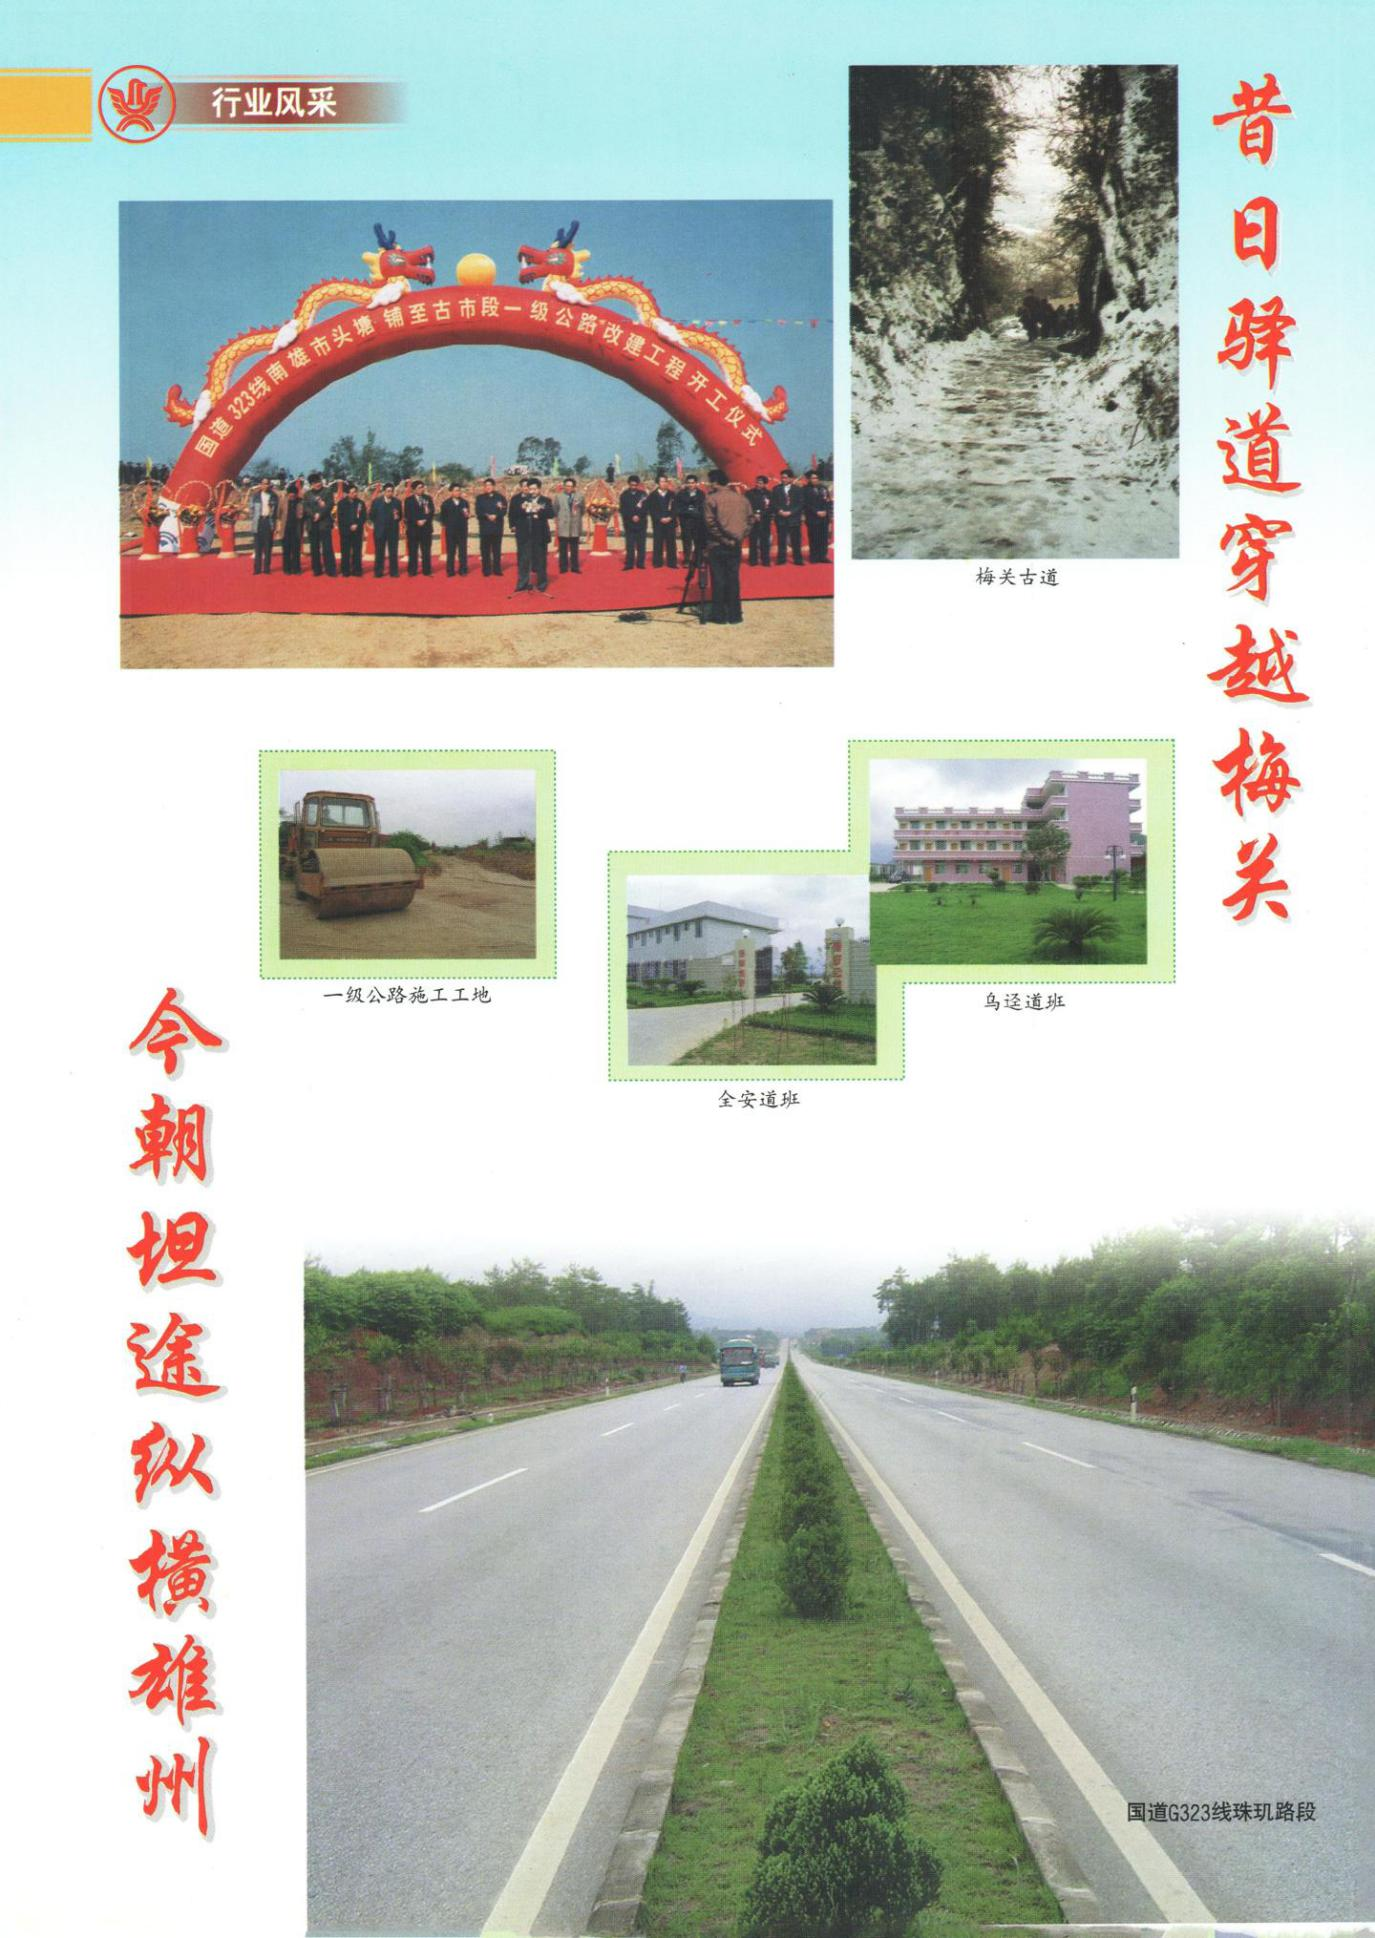 行业风采
昔日驿道穿越梅关
国道323线南雄市头塘铺至古市段一级公路改建工程开工仪式
梅关古道
一级公路施工工地
乌迳道班
全安道班
今朝坦途纵横雄州
国道G323线珠玑路段